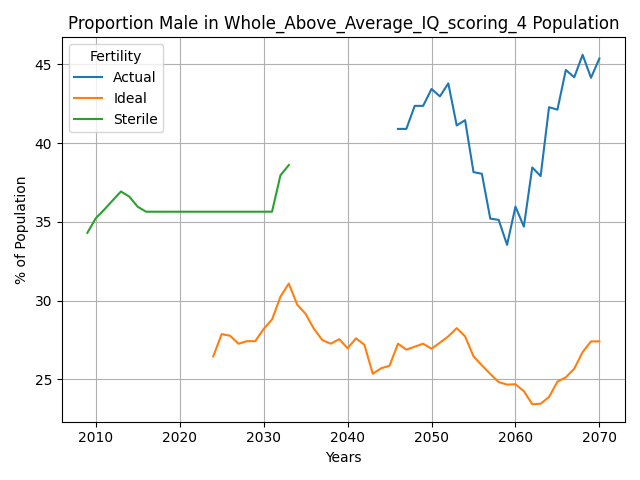 Proportion Male in Whole_Above_Average_IQ_scoring_4 Population
Fertility
Actual
Ideal
Sterile
% of Population
45
40
35
30
25
2010
2020
2030
2040
2050
2060
2070
Years